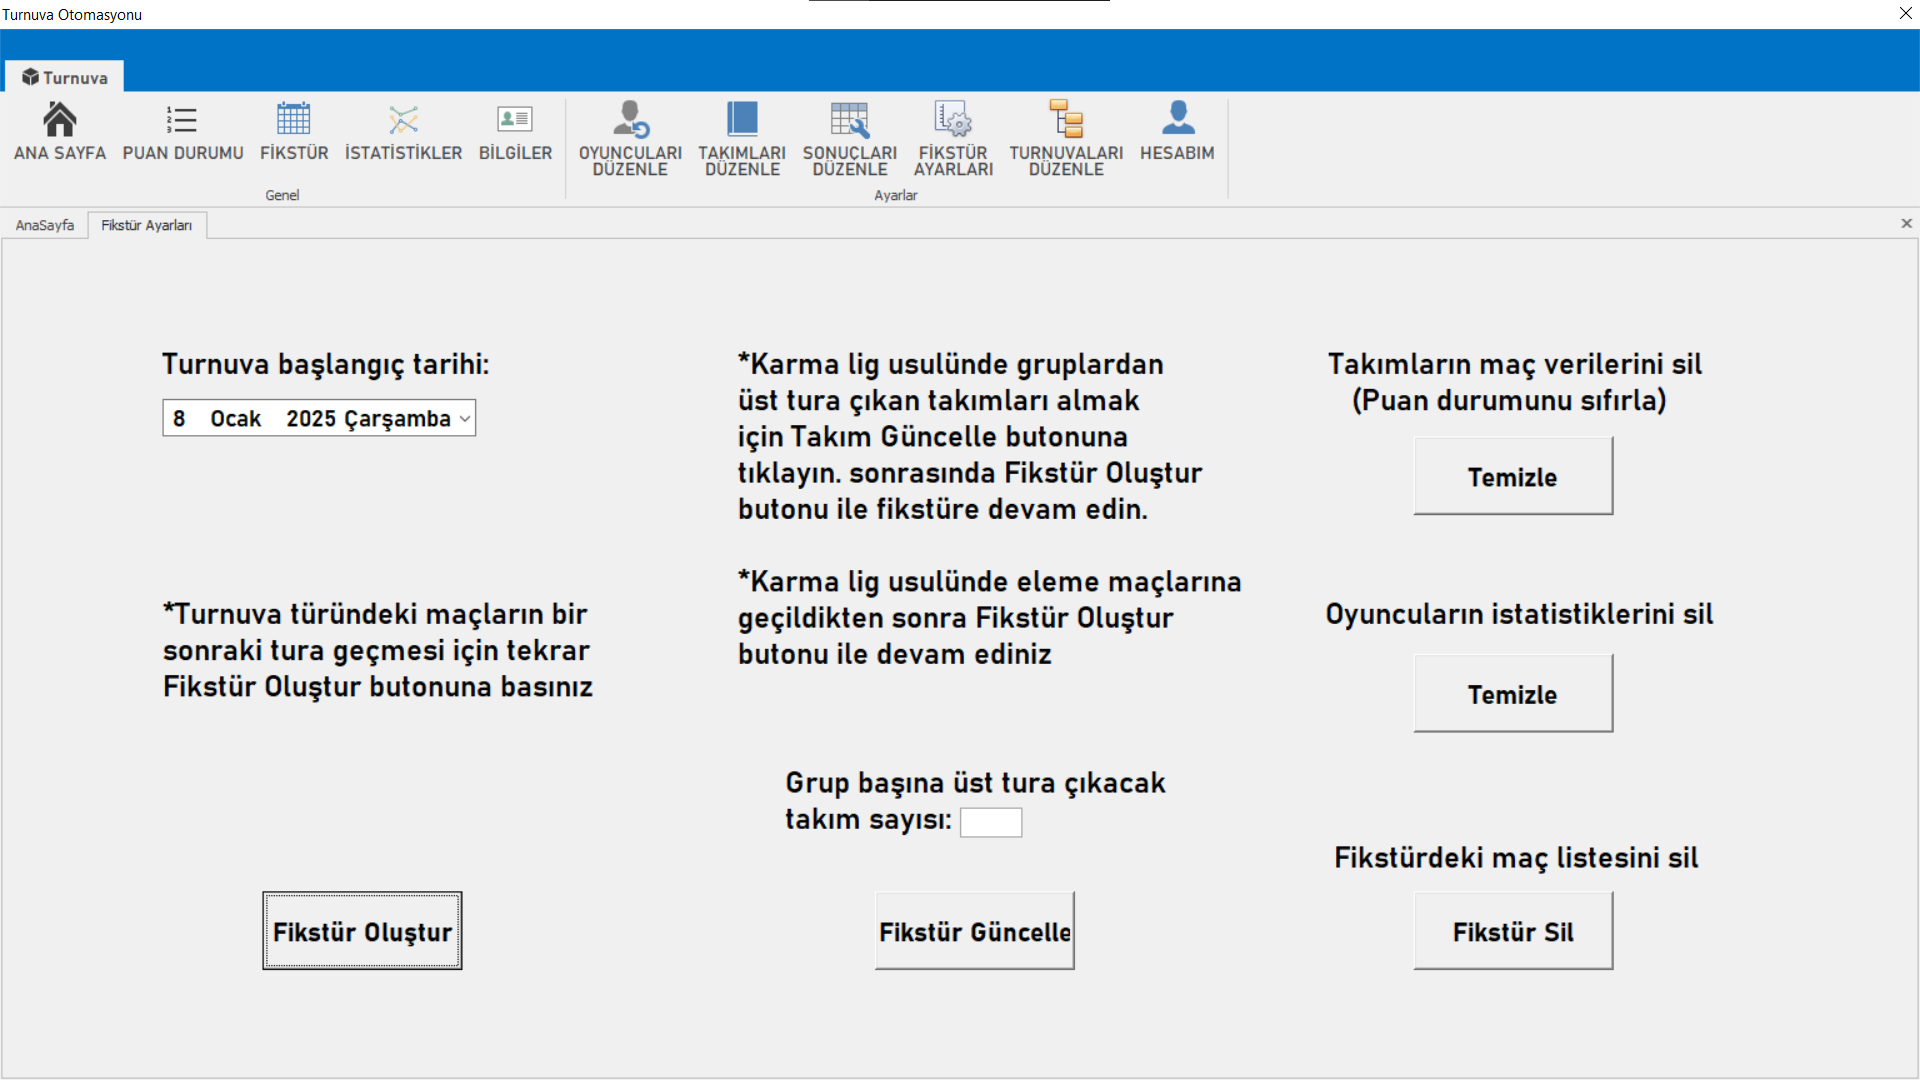 Turnuva Otomasyonu
Turnuva
ANA SAYFA
PUAN DURUMU
FİKSTÜR
İSTATİSTİKLER
BİLGİLER
Genel
OYUNCULARI
DÜZENLE
TAKIMLARI
DÜZENLE
SONUÇLARI
DÜZENLE
FİKSTÜR
AYARLARI
TURNUVALARI
DÜZENLE
HESABIM
Ayarlar
AnaSayfa
Fikstür Ayarları
Turnuva başlangıç tarihi:
8 Ocak 2025 Çarşamba
*Turnuva türündeki maçların bir
sonraki tura geçmesi için tekrar
Fikstür Oluştur butonuna basınız
Fikstür Oluştur
*Karma lig usulünde gruplardan
üst tura çıkan takımları almak
için Takım Güncelle butonuna
tıklayın. sonrasında Fikstür Oluştur
butonu ile fikstüre devam edin.
*Karma lig usulünde eleme maçlarına
geçildikten sonra Fikstür Oluştur
butonu ile devam ediniz
Grup başına üst tura çıkacak
takım sayısı:
Fikstür Güncelle
Takımların maç verilerini sil
(Puan durumunu sıfırla)
Temizle
Oyuncuların istatistiklerini sil
Temizle
Fikstürdeki maç listesini sil
Fikstür Sil